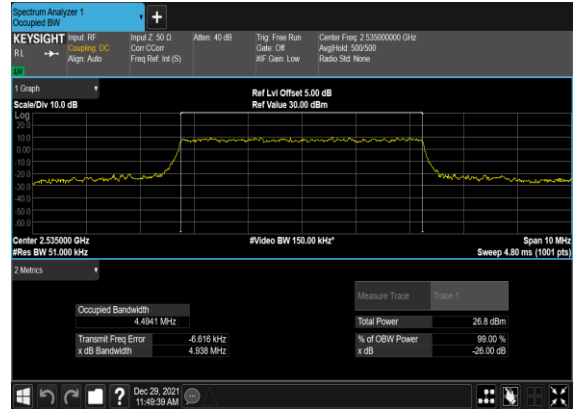 Spectrum Analyzer 1
Occupied BW
KEYSIGHT Input: RF Input Z: 50 Ω Atten: 40 dB Trig: Free Run Center Freq: 2.535000000 GHz
RL Coupling: DC Corr CCorr Gate: Off Avg|Hold: 500/500
Align: Auto Freq Ref: Int (S) #IF Gain: Low Radio Std: None
LXI
1 Graph
Scale/Div 10.0 dB
Ref Lvl Offset 5.00 dB
Ref Value 30.00 dBm
Log
20.0
10.0
0.00
-10.0
-20.0
-30.0
-40.0
-50.0
-60.0
Center 2.535000 GHz #Video BW 150.00 kHz* Span 10 MHz
#Res BW 51.000 kHz Sweep 4.80 ms (1001 pts)
2 Metrics
Measure Trace Trace 1
Occupied Bandwidth
4.4941 MHz
Total Power 26.8 dBm
Transmit Freq Error -6.616 kHz % of OBW Power 99.00 %
x dB Bandwidth 4.938 MHz x dB -26.00 dB
Dec 29, 2021
11:49:39 AM